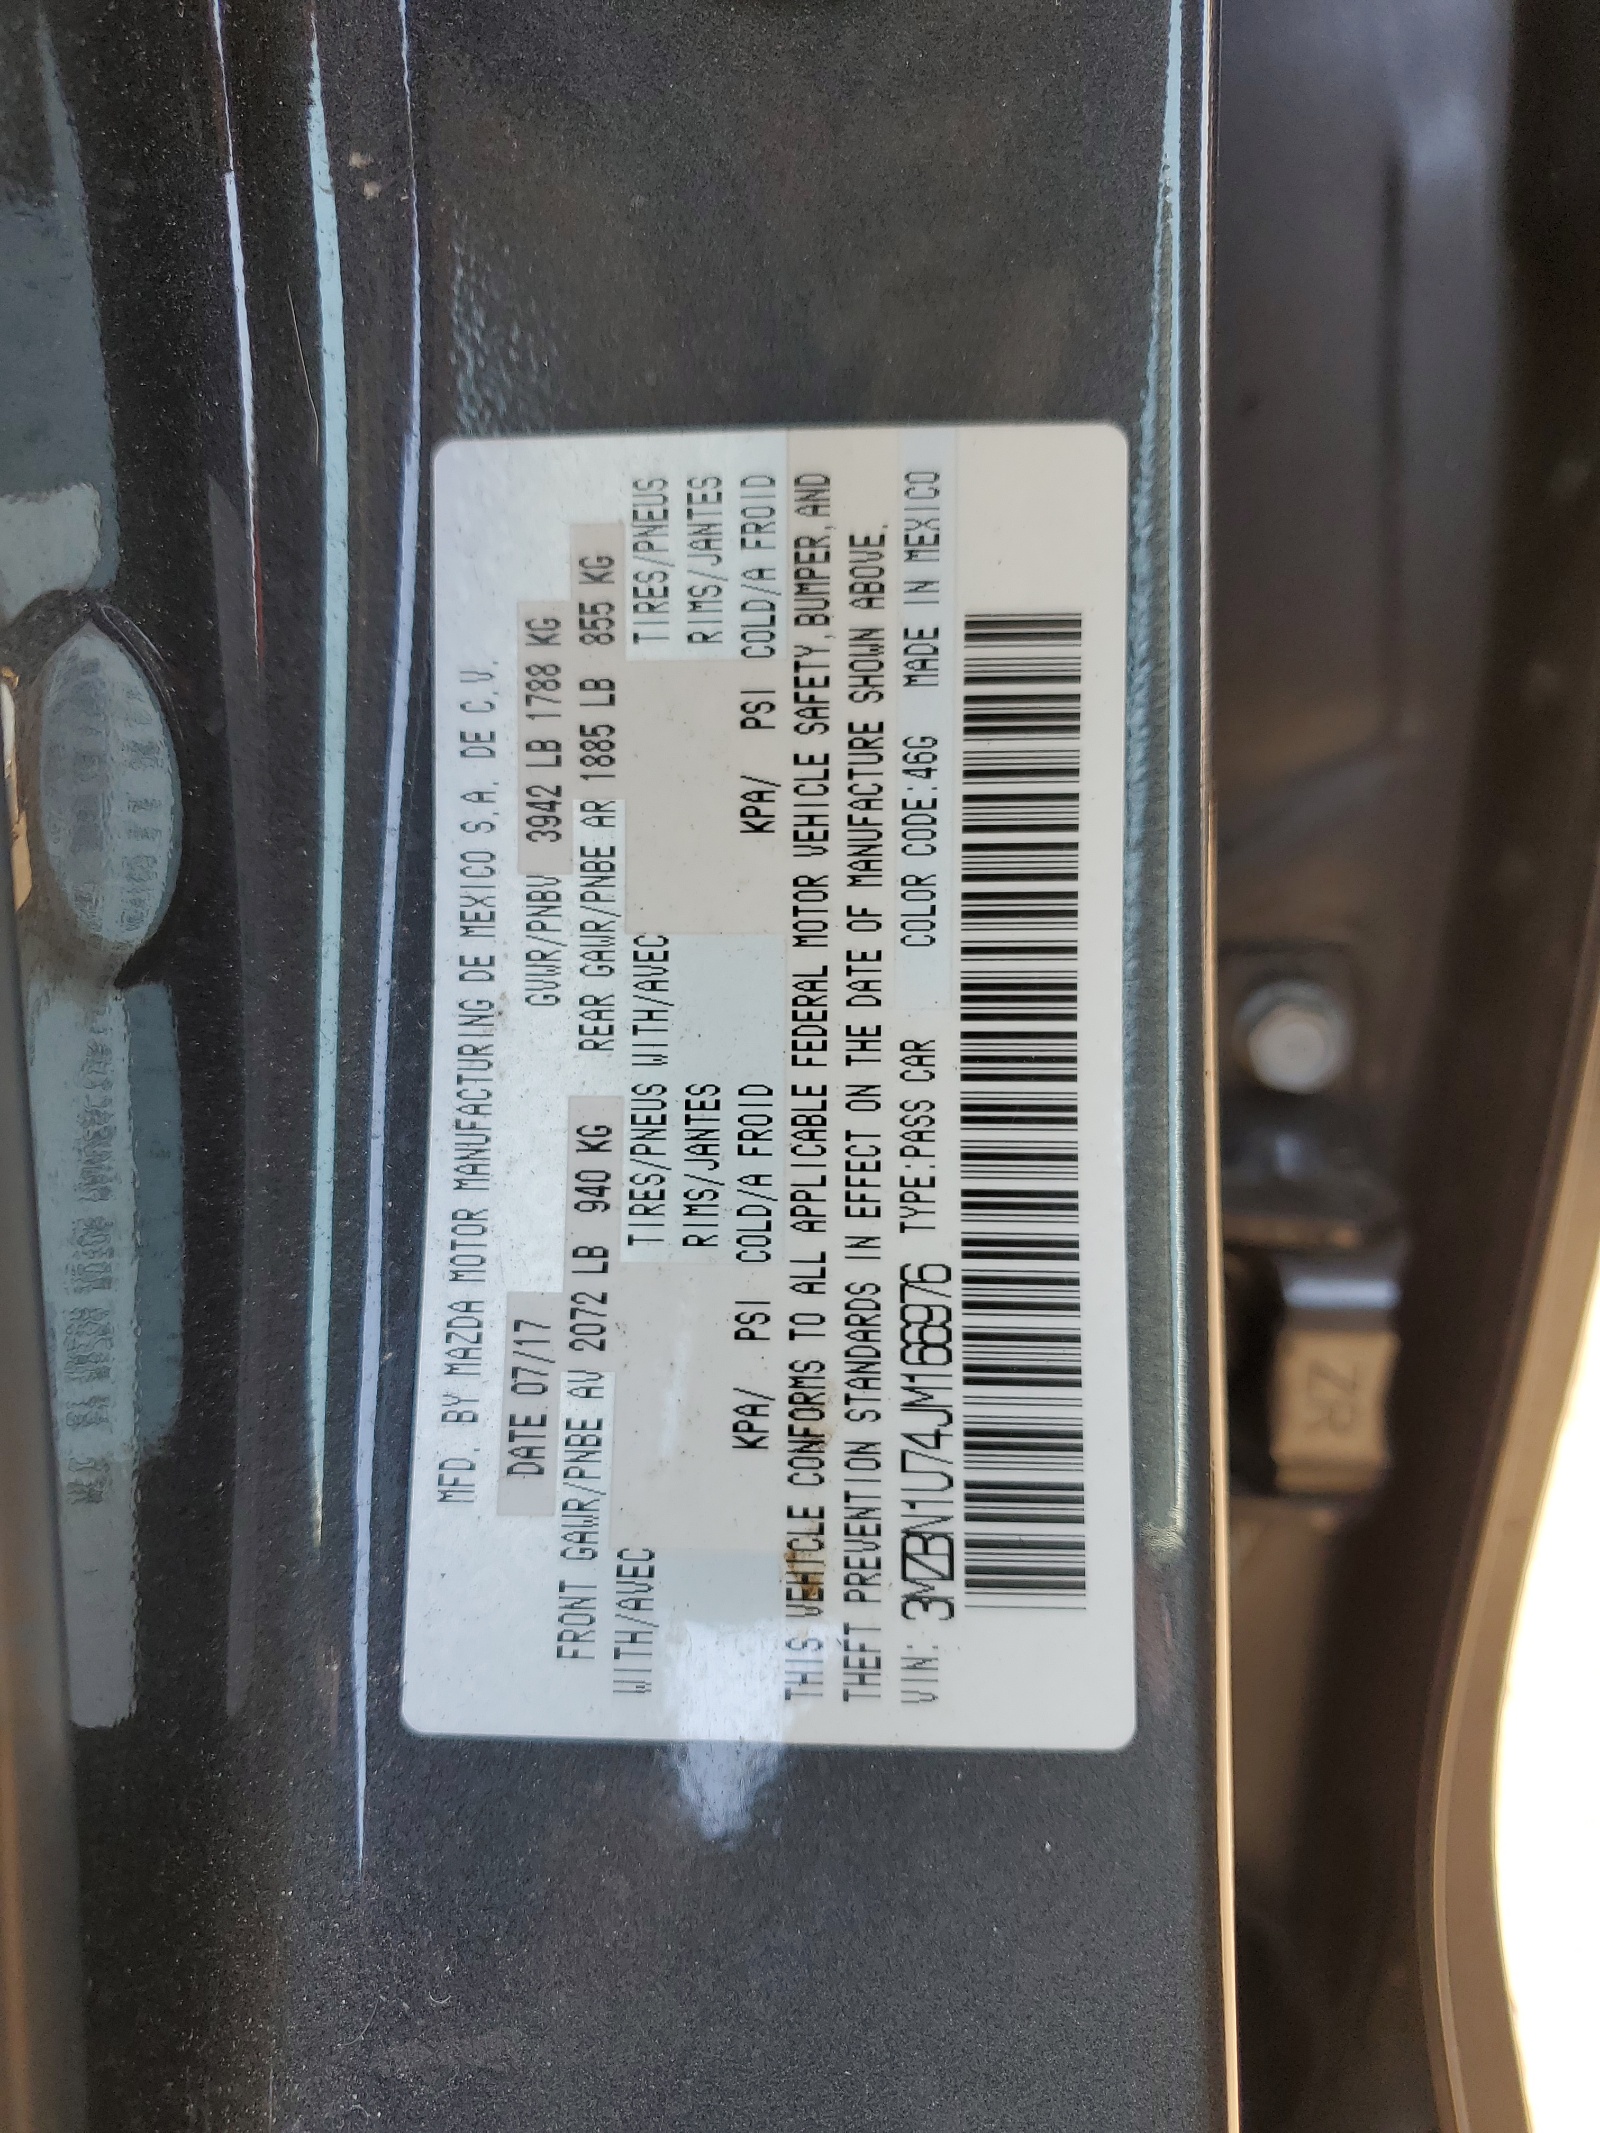 MFD. BY MAZDA MOTOR MANUFACTURING DE MEXICO S.A. DE C.V.
DATE 07/17 GVWR/PNBV 3942 LB 1788 KG
FRONT GAWR/PNBE AV 2072 LB 940 KG REAR GAWR/PNBE AR 1885 LB 855 KG
WITH/AVEC TIRES/PNEUS WITH/AVEC TIRES/PNEUS
RIMS/JANTES RIMS/JANTES
KPA/ PSI COLD/A FROID KPA/ PSI COLD/A FROID
THIS VEHICLE CONFORMS TO ALL APPLICABLE FEDERAL MOTOR VEHICLE SAFETY, BUMPER, AND
THEFT PREVENTION STANDARDS IN EFFECT ON THE DATE OF MANUFACTURE SHOWN ABOVE.
VIN: 3MZBN1U74JM166976 TYPE:PASS CAR COLOR CODE:46G MADE IN MEXICO
ZR